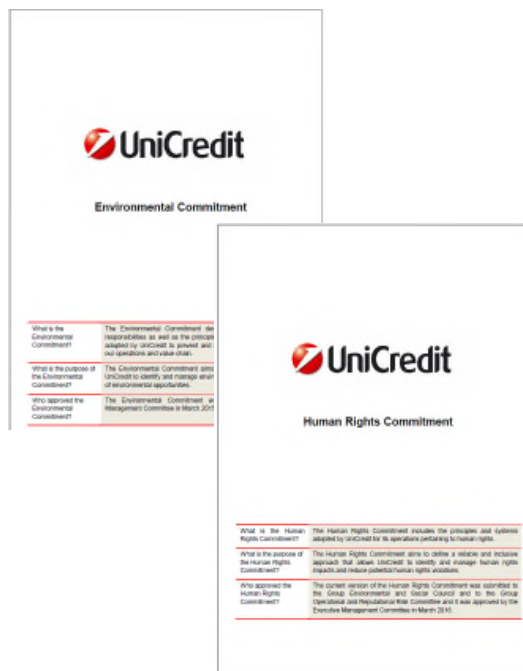 UniCredit
Environmental Commitment
What is the
Environmental
Commitment?
The Environmental Commitment
responsibilities as well as the
adopted by UniCredit to prevent and
our operations and value chain.
What is the purpose of
the Environmental
Commitment?
The Environmental Commitment
UniCredit to identify and manage
of environmental opportunities.
Who approved the
Environmental
Commitment?
The Environmental Commitment
Management Committee in March
UniCredit
Human Rights Commitment
What is the Human
Rights Commitment?
The Human Rights Commitment includes the principles and systems
adopted by UniCredit for its operations pertaining to human rights.
What is the purpose of
the Human Rights
Commitment?
The Human Rights Commitment aims to define a reliable and inclusive
approach that allows UniCredit to identify and manage human rights
impacts and reduce potential human rights violations.
Who approved the
Human Rights
Commitment?
The current version of the Human Rights Commitment was submitted to
the Group Environmental and Social Council and to the Group
Operational and Reputational Risk Committee and it was approved by the
Executive Management Committee in March